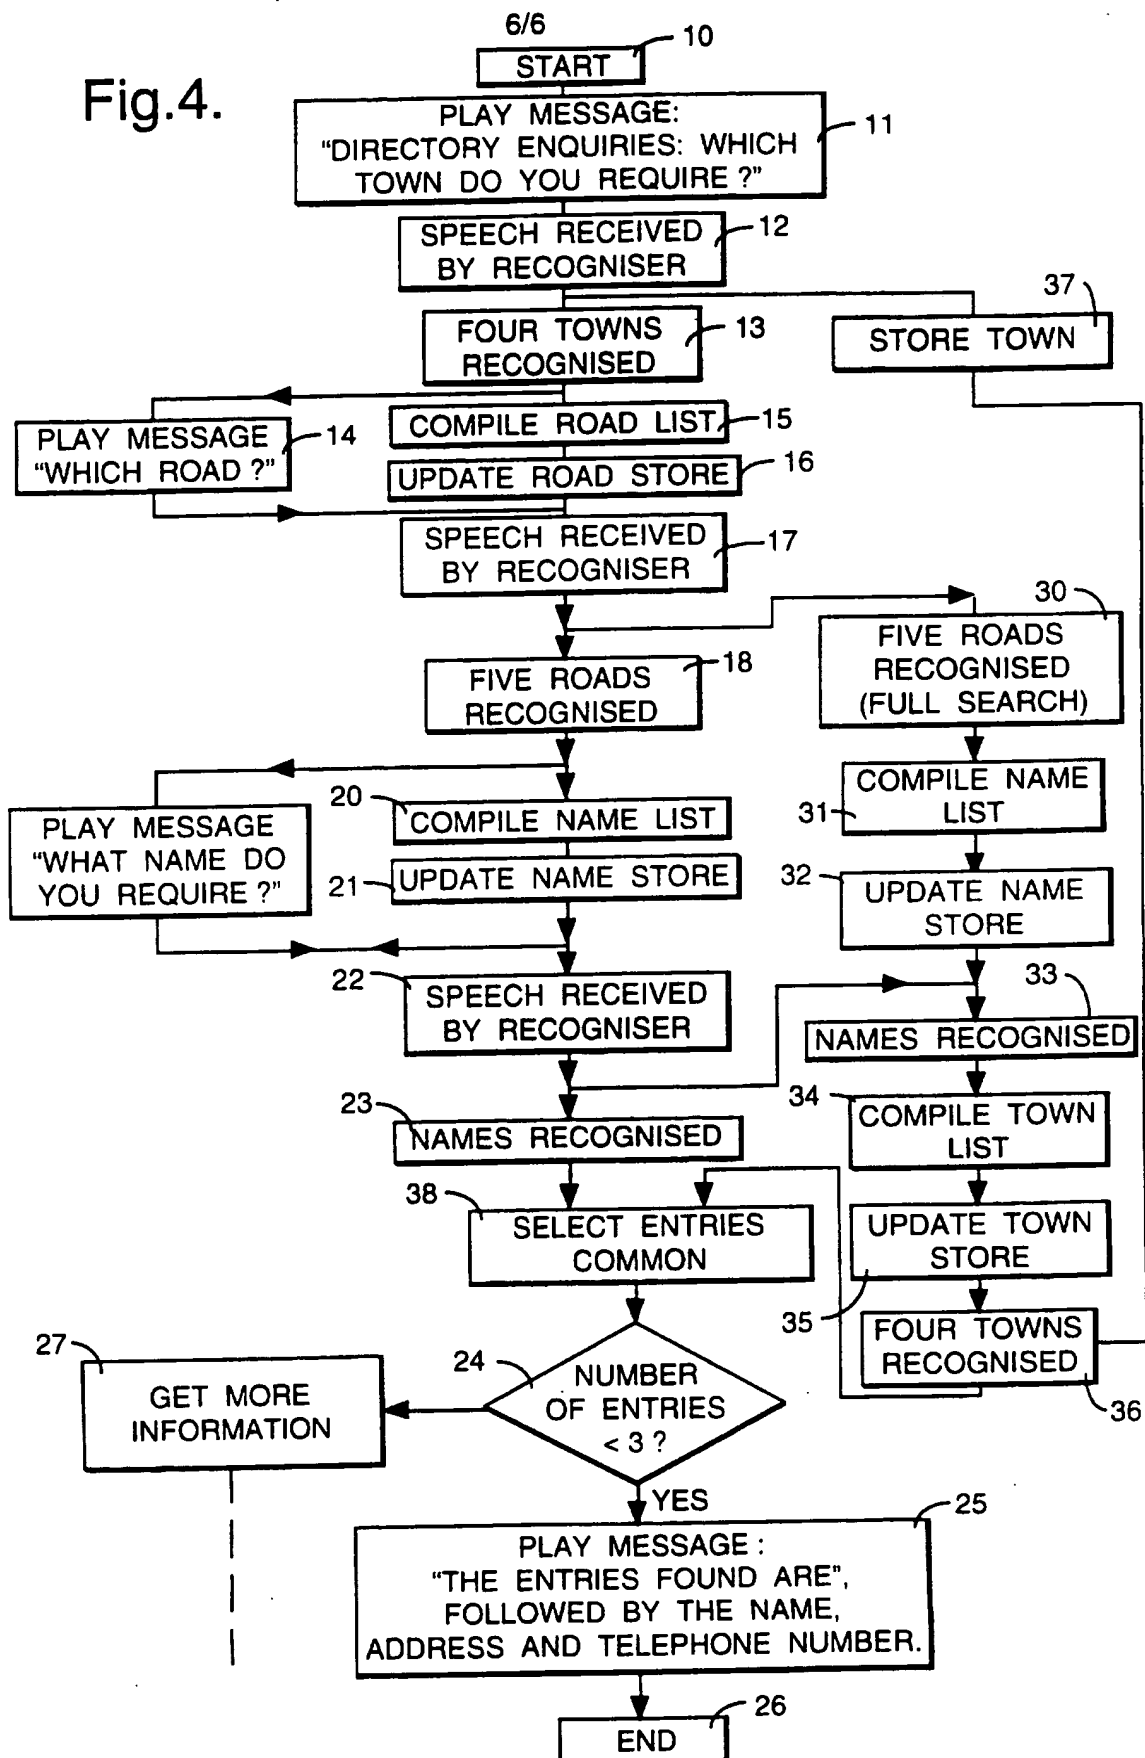 6/6
Fig.4.
10
START
PLAY MESSAGE:
"DIRECTORY ENQUIRIES: WHICH
TOWN DO YOU REQUIRE ?"
11
SPEECH RECEIVED
BY RECOGNISER
12
FOUR TOWNS
RECOGNISED
13
37
STORE TOWN
PLAY MESSAGE
"WHICH ROAD ?"
14
COMPILE ROAD LIST
15
UPDATE ROAD STORE
16
SPEECH RECEIVED
BY RECOGNISER
17
FIVE ROADS
RECOGNISED
18
30
FIVE ROADS
RECOGNISED
(FULL SEARCH)
COMPILE NAME
LIST
31
PLAY MESSAGE
"WHAT NAME DO
YOU REQUIRE ?"
20
COMPILE NAME LIST
21
UPDATE NAME STORE
32
UPDATE NAME
STORE
22
SPEECH RECEIVED
BY RECOGNISER
33
NAMES RECOGNISED
23
NAMES RECOGNISED
34
COMPILE TOWN
LIST
38
SELECT ENTRIES
COMMON
UPDATE TOWN
STORE
35
FOUR TOWNS
RECOGNISED
36
27
GET MORE
INFORMATION
24
NUMBER
OF ENTRIES
< 3 ?
YES
25
PLAY MESSAGE :
"THE ENTRIES FOUND ARE",
FOLLOWED BY THE NAME,
ADDRESS AND TELEPHONE NUMBER.
26
END